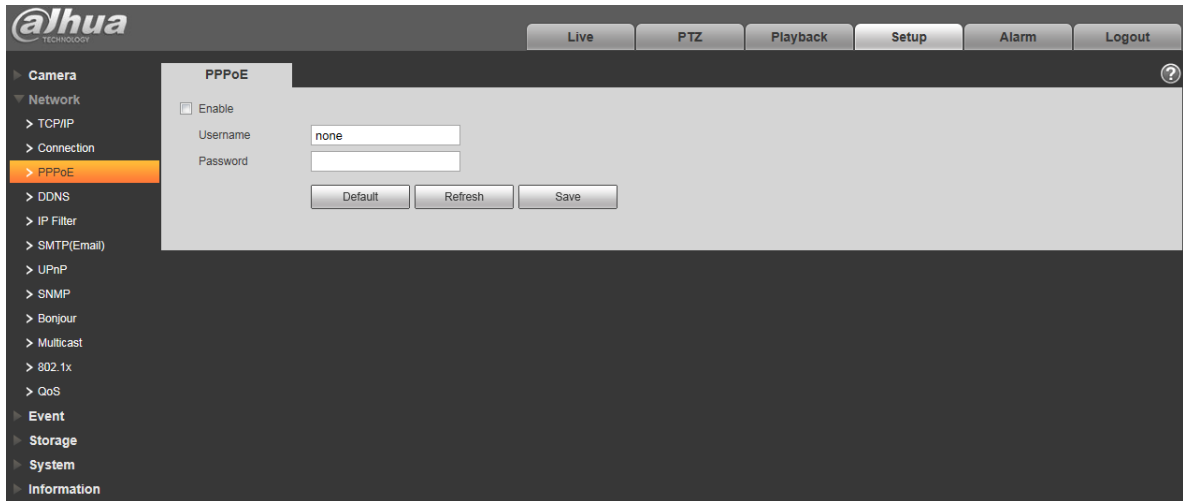 alhua
TECHNOLOGY
Live
PTZ
Playback
Setup
Alarm
Logout
Camera
Network
> TCP/IP
> Connection
> PPPoE
> DDNS
> IP Filter
> SMTP(Email)
> UPnP
> SNMP
> Bonjour
> Multicast
> 802.1x
> QoS
Event
Storage
System
Information
PPPoE
?
Enable
Username
none
Password
Default
Refresh
Save